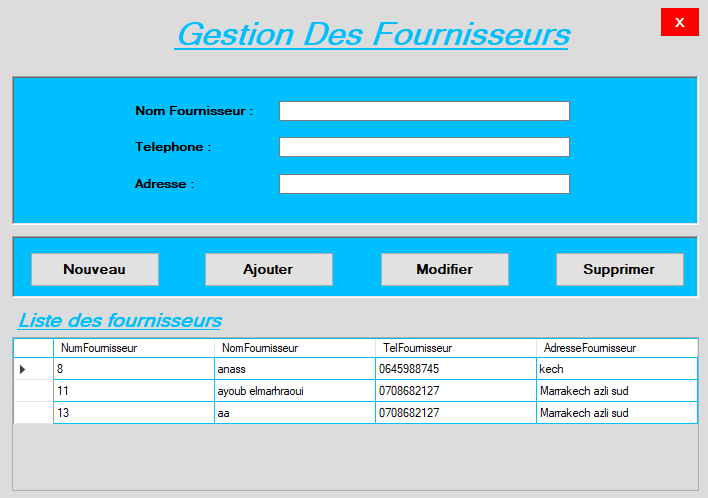 Gestion Des Fournisseurs
X
Nom Fournisseur :
Telephone :
Adresse :
Nouveau Ajouter Modifier Supprimer
Liste des fournisseurs
NumFournisseur NomFournisseur TelFournisseur AdresseFournisseur
8 anass 0645988745 kech
11 ayoub elmarhraoui 0708682127 Marrakech azli sud
13 aa 0708682127 Marrakech azli sud